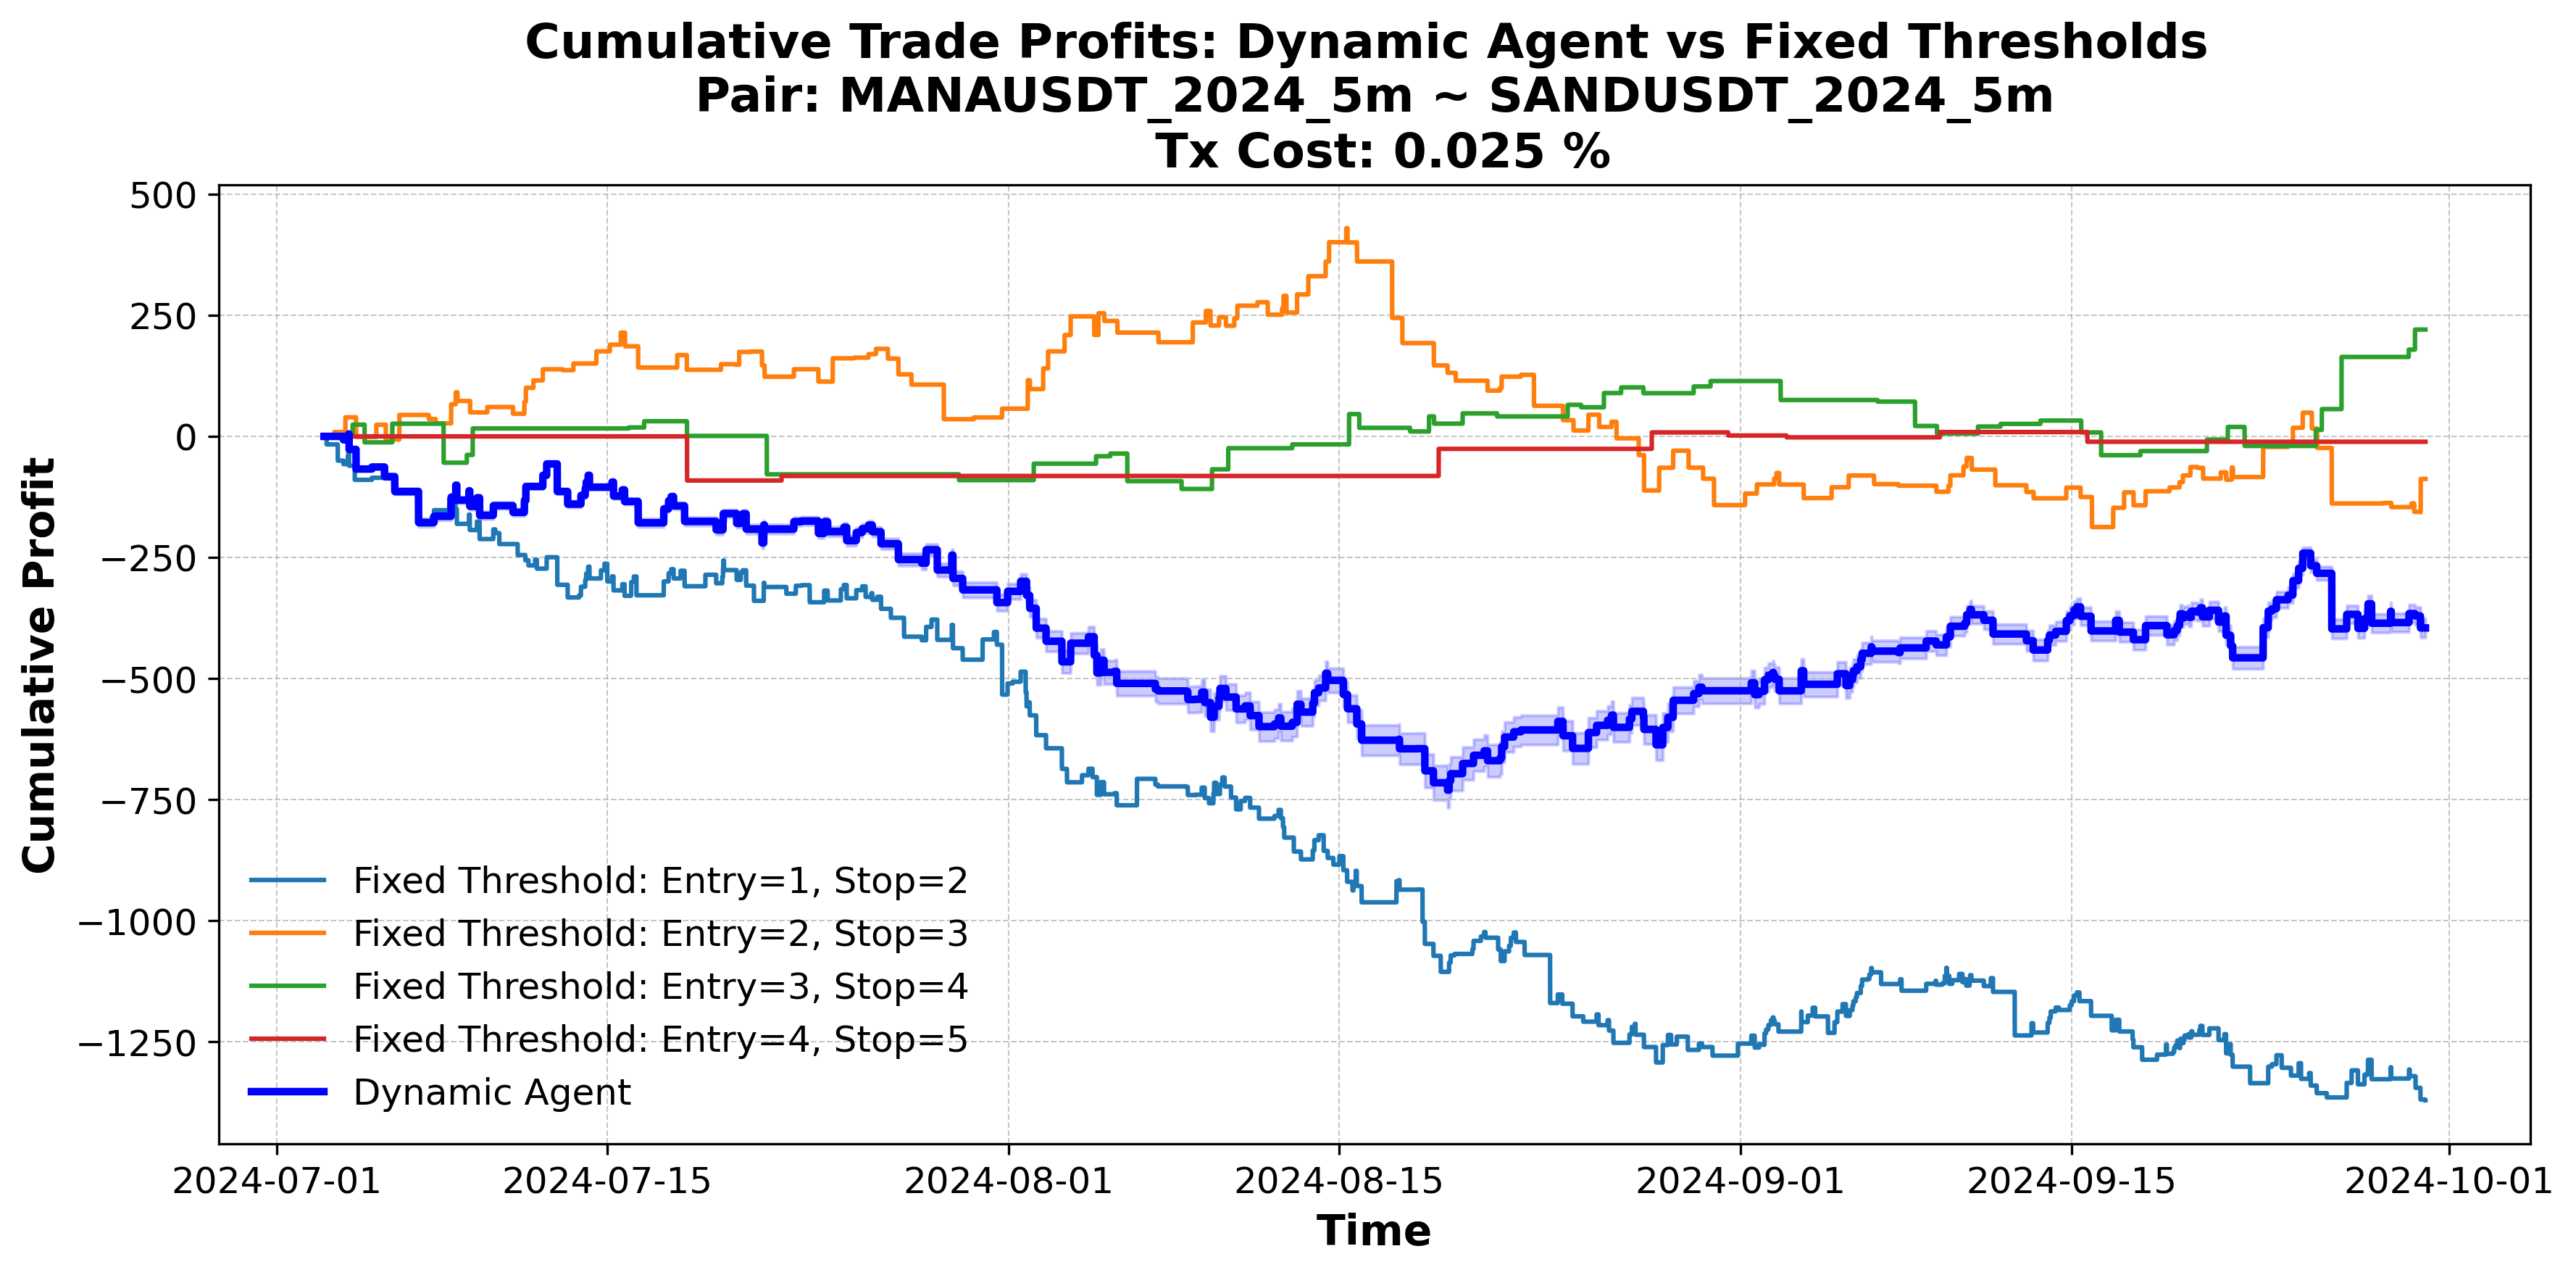 Cumulative Trade Profits: Dynamic Agent vs Fixed Thresholds
Pair: MANAUSDT_2024_5m ~ SANDUSDT_2024_5m
Tx Cost: 0.025 %
Cumulative Profit
500
250
0
−250
−500
−750
−1000
−1250
Fixed Threshold: Entry=1, Stop=2
Fixed Threshold: Entry=2, Stop=3
Fixed Threshold: Entry=3, Stop=4
Fixed Threshold: Entry=4, Stop=5
Dynamic Agent
2024-07-01 2024-07-15 2024-08-01 2024-08-15 2024-09-01 2024-09-15 2024-10-01
Time